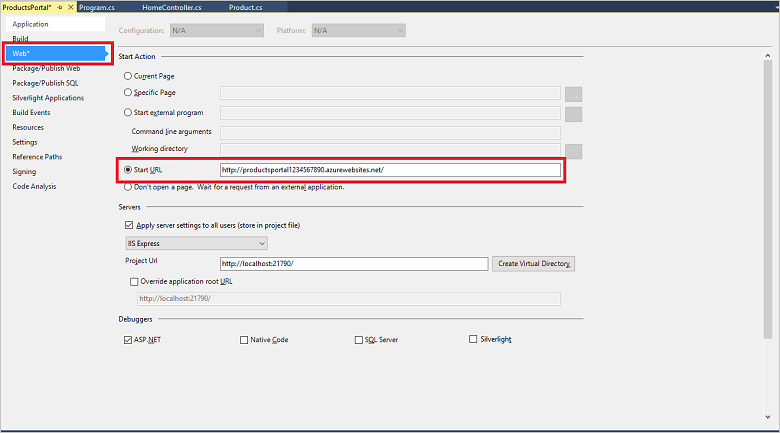 ProductsPortal* Program.cs HomeController.cs Product.cs
Application
Build
Web*
Package/Publish Web
Package/Publish SQL
Silverlight Applications
Build Events
Resources
Settings
Reference Paths
Signing
Code Analysis
Configuration: N/A Platform: N/A
Start Action
Current Page
Specific Page
...
Start external program
...
Command line arguments
Working directory
...
Start URL http://productsportal1234567890.azurewebsites.net/
Don't open a page. Wait for a request from an external application.
Servers
Apply server settings to all users (store in project file)
IIS Express
Project Url http://localhost:21790/ Create Virtual Directory
Override application root URL
http://localhost:21790/
Debuggers
ASP.NET Native Code SQL Server Silverlight